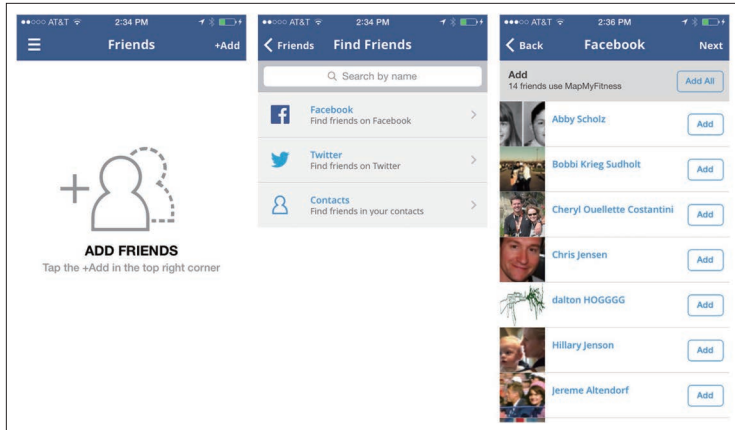 ●●○○○ AT&T 2:34 PM
Friends +Add
ADD FRIENDS
Tap the +Add in the top right corner
●●○○○ AT&T 2:34 PM
Friends Find Friends
Search by name
Facebook
Find friends on Facebook
Twitter
Find friends on Twitter
Contacts
Find friends in your contacts
●●●○○ AT&T 2:36 PM
Back Facebook Next
Add
14 friends use MapMyFitness
Add All
Abby Scholz
Add
Bobbi Krieg Sudholt
Add
Cheryl Ouellette Costantini
Add
Chris Jensen
Add
dalton HOGGGG
Add
Hillary Jenson
Add
Jereme Altendorf
Add